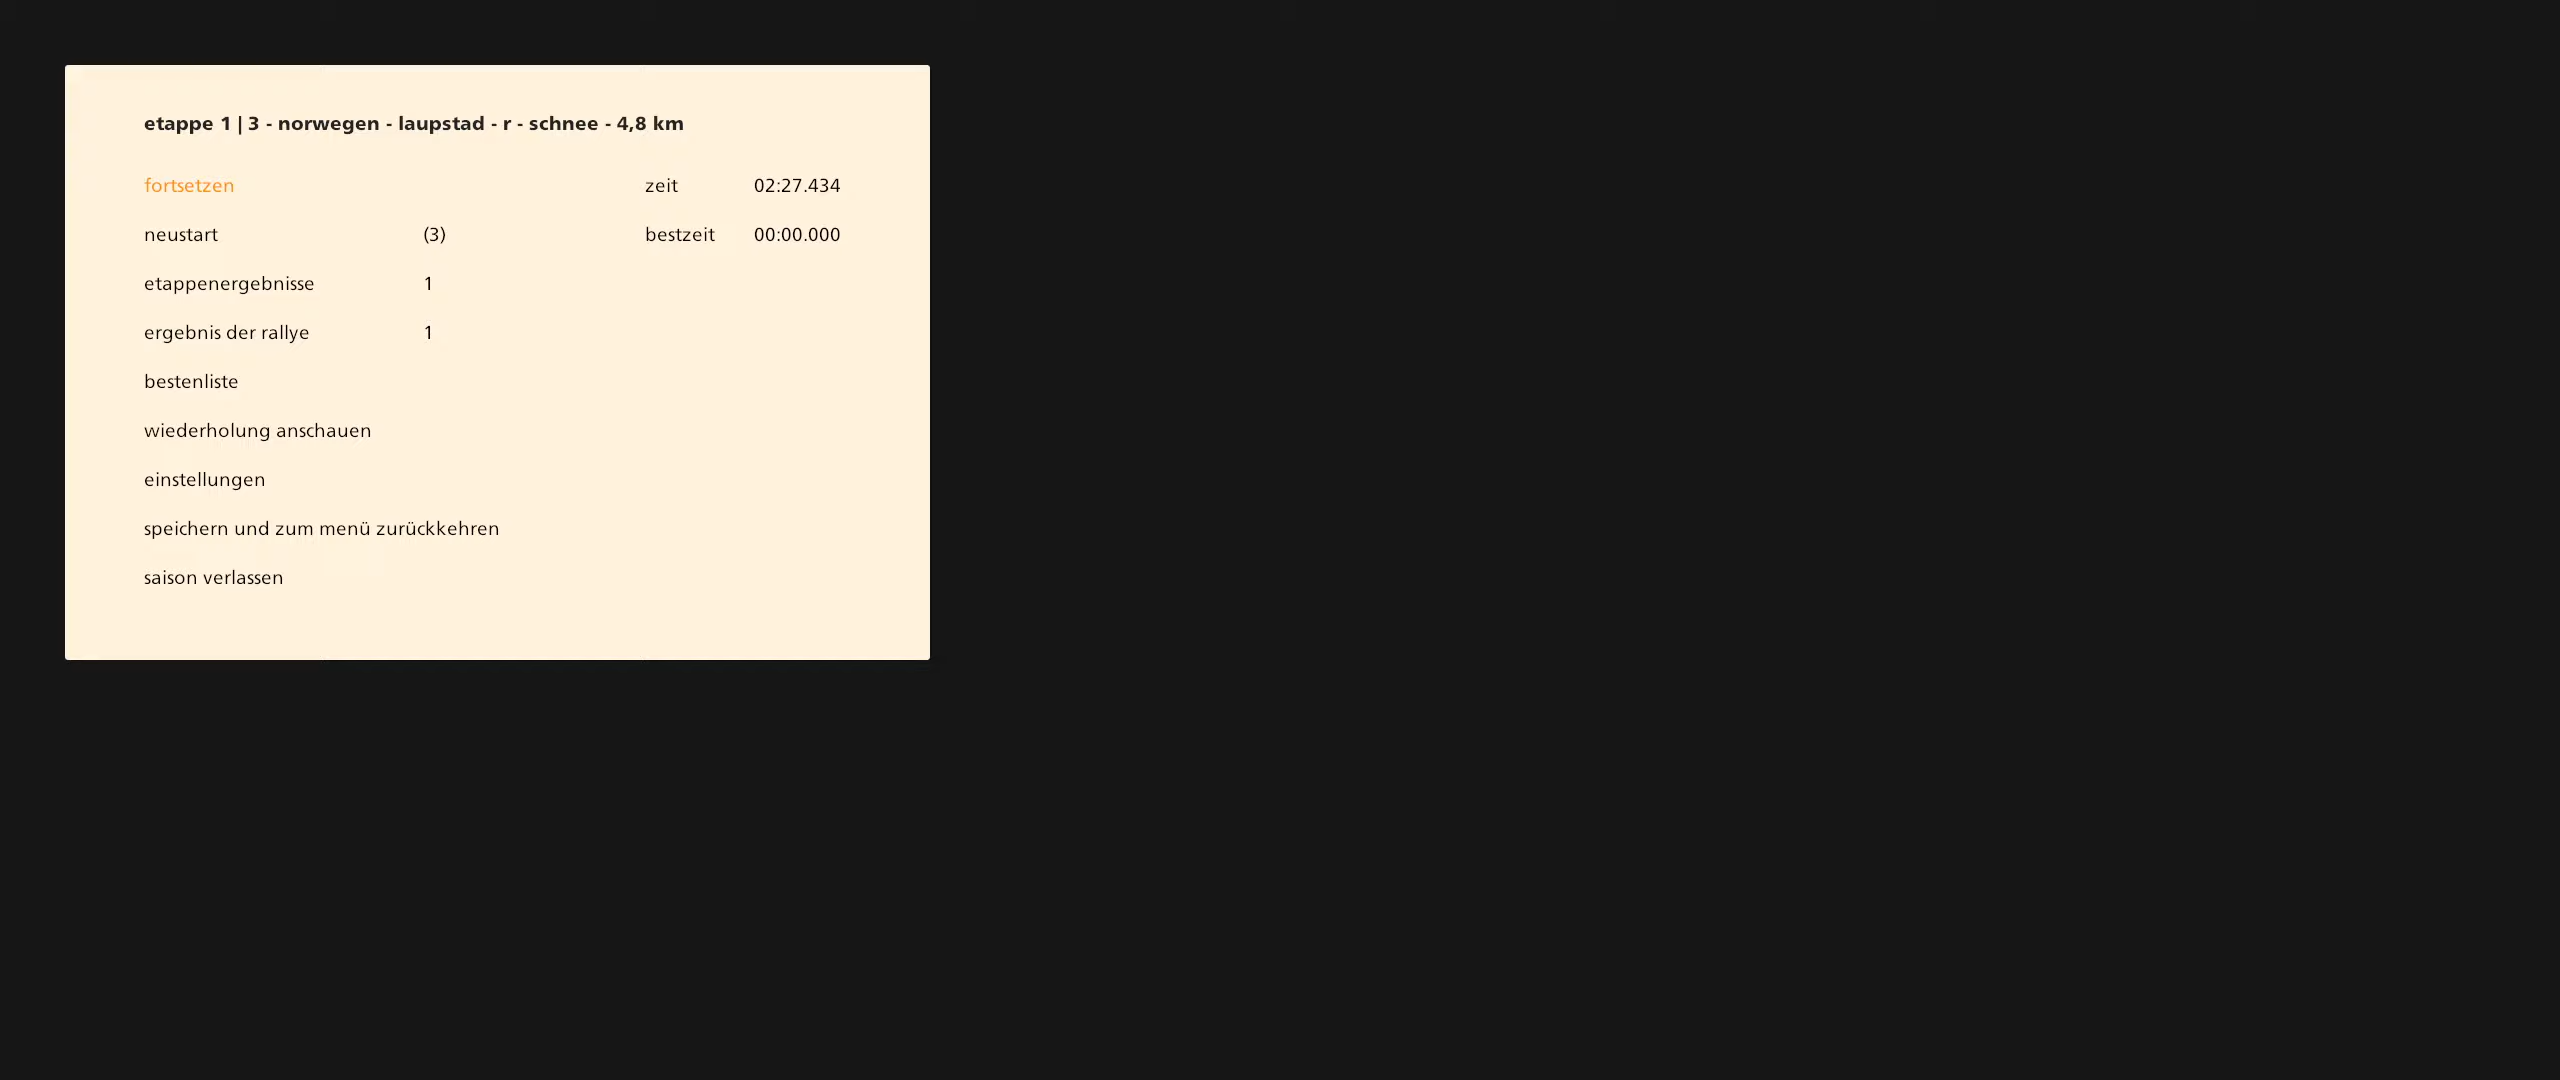 etappe 1 | 3 - norwegen - laupstad - r - schnee - 4,8 km
fortsetzen zeit 02:27.434
neustart (3) bestzeit 00:00.000
etappenergebnisse 1
ergebnis der rallye 1
bestenliste
wiederholung anschauen
einstellungen
speichern und zum menü zurückkehren
saison verlassen